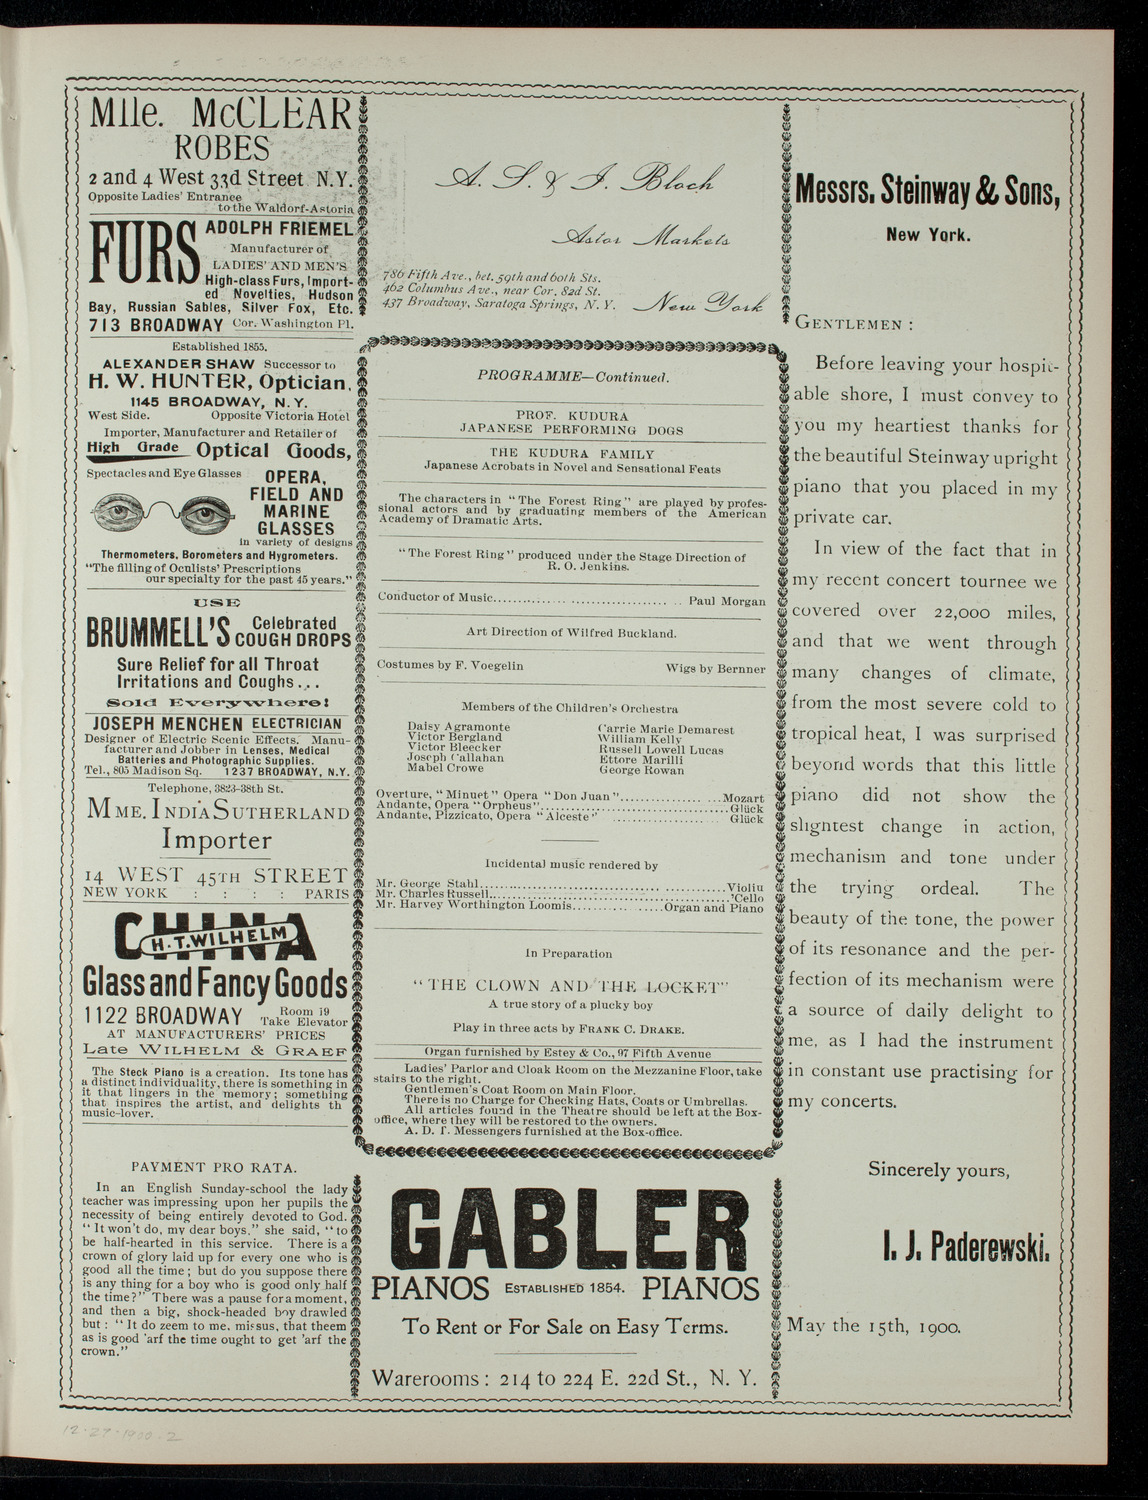 Mlle. McCLEAR
ROBES
2 and 4 West 33d Street N.Y.
Opposite Ladies' Entrance
to the Waldorf-Astoria
FURS
ADOLPH FRIEMEL
Manufacturer of
LADIES' AND MEN'S
High-class Furs, Import-
ed Novelties, Hudson
Bay, Russian Sables, Silver Fox, Etc.
713 BROADWAY Cor. Washington Pl.
Established 1855.
ALEXANDER SHAW Successor to
H. W. HUNTER, Optician,
1145 BROADWAY, N. Y.
West Side. Opposite Victoria Hotel
Importer, Manufacturer and Retailer of
High Grade Optical Goods,
Spectacles and Eye Glasses
OPERA,
FIELD AND
MARINE
GLASSES
in variety of designs
Thermometers, Borometers and Hygrometers.
"The filling of Oculists' Prescriptions
our specialty for the past 45 years."
USE
BRUMMELL'S Celebrated
COUGH DROPS
Sure Relief for all Throat
Irritations and Coughs...
Sold Everywhere!
JOSEPH MENCHEN ELECTRICIAN
Designer of Electric Scenic Effects. Manu-
facturer and Jobber in Lenses, Medical
Batteries and Photographic Supplies.
Tel., 805 Madison Sq. 1237 BROADWAY, N.Y.
Telephone, 3823-38th St.
MME. INDIA SUTHERLAND
Importer
14 WEST 45TH STREET
NEW YORK : : : : PARIS
CHINA
H. T. WILHELM
Glass and Fancy Goods
1122 BROADWAY Room 19
Take Elevator
AT MANUFACTURERS' PRICES
Late WILHELM & GRAEF
The Steck Piano is a creation. Its tone has
a distinct individuality, there is something in
it that lingers in the memory; something
that inspires the artist, and delights th
music-lover.
PAYMENT PRO RATA.
In an English Sunday-school the lady
teacher was impressing upon her pupils the
necessity of being entirely devoted to God.
"It won't do, my dear boys," she said, "to
be half-hearted in this service. There is a
crown of glory laid up for every one who is
good all the time; but do you suppose there
is any thing for a boy who is good only half
the time?" There was a pause for a moment,
and then a big, shock-headed boy drawled
but: "It do zeem to me, missus, that theem
as is good 'arf the time ought to get 'arf the
crown."
A. S. & I. Bloch
Astor Markets
786 Fifth Ave., bet. 59th and 60th Sts.
462 Columbus Ave., near Cor. 82d St.
437 Broadway, Saratoga Springs, N. Y.
New York
PROGRAMME—Continued.
PROF. KUDURA
JAPANESE PERFORMING DOGS
THE KUDURA FAMILY
Japanese Acrobats in Novel and Sensational Feats
The characters in "The Forest Ring" are played by profes-
sional actors and by graduating members of the American
Academy of Dramatic Arts.
"The Forest Ring" produced under the Stage Direction of
R. O. Jenkins.
Conductor of Music.......... Paul Morgan
Art Direction of Wilfred Buckland.
Costumes by F. Voegelin Wigs by Bernner
Members of the Children's Orchestra
Daisy Agramonte Carrie Marie Demarest
Victor Bergland William Kelly
Victor Bleecker Russell Lowell Lucas
Joseph Callahan Ettore Marilli
Mabel Crowe George Rowan
Overture, "Minuet" Opera "Don Juan"..........Mozart
Andante, Opera "Orpheus"..........Glück
Andante, Pizzicato, Opera "Alceste"..........Glück
Incidental music rendered by
Mr. George Stahl..........Violin
Mr. Charles Russell..........'Cello
Mr. Harvey Worthington Loomis..........Organ and Piano
In Preparation
"THE CLOWN AND THE LOCKET"
A true story of a plucky boy
Play in three acts by FRANK C. DRAKE.
Organ furnished by Estey & Co., 97 Fifth Avenue
Ladies' Parlor and Cloak Room on the Mezzanine Floor, take
stairs to the right.
Gentlemen's Coat Room on Main Floor.
There is no Charge for Checking Hats, Coats or Umbrellas.
All articles found in the Theatre should be left at the Box-
office, where they will be restored to the owners.
A. D. T. Messengers furnished at the Box-office.
GABLER
PIANOS ESTABLISHED 1854. PIANOS
To Rent or For Sale on Easy Terms.
Warerooms: 214 to 224 E. 22d St., N. Y.
Messrs. Steinway & Sons,
New York.
GENTLEMEN:
Before leaving your hospit-
able shore, I must convey to
you my heartiest thanks for
the beautiful Steinway upright
piano that you placed in my
private car.
In view of the fact that in
my recent concert tournee we
covered over 22,000 miles,
and that we went through
many changes of climate,
from the most severe cold to
tropical heat, I was surprised
beyond words that this little
piano did not show the
slightest change in action,
mechanism and tone under
the trying ordeal. The
beauty of the tone, the power
of its resonance and the per-
fection of its mechanism were
a source of daily delight to
me, as I had the instrument
in constant use practising for
my concerts.
Sincerely yours,
I. J. Paderewski.
May the 15th, 1900.
12-27-1900-2